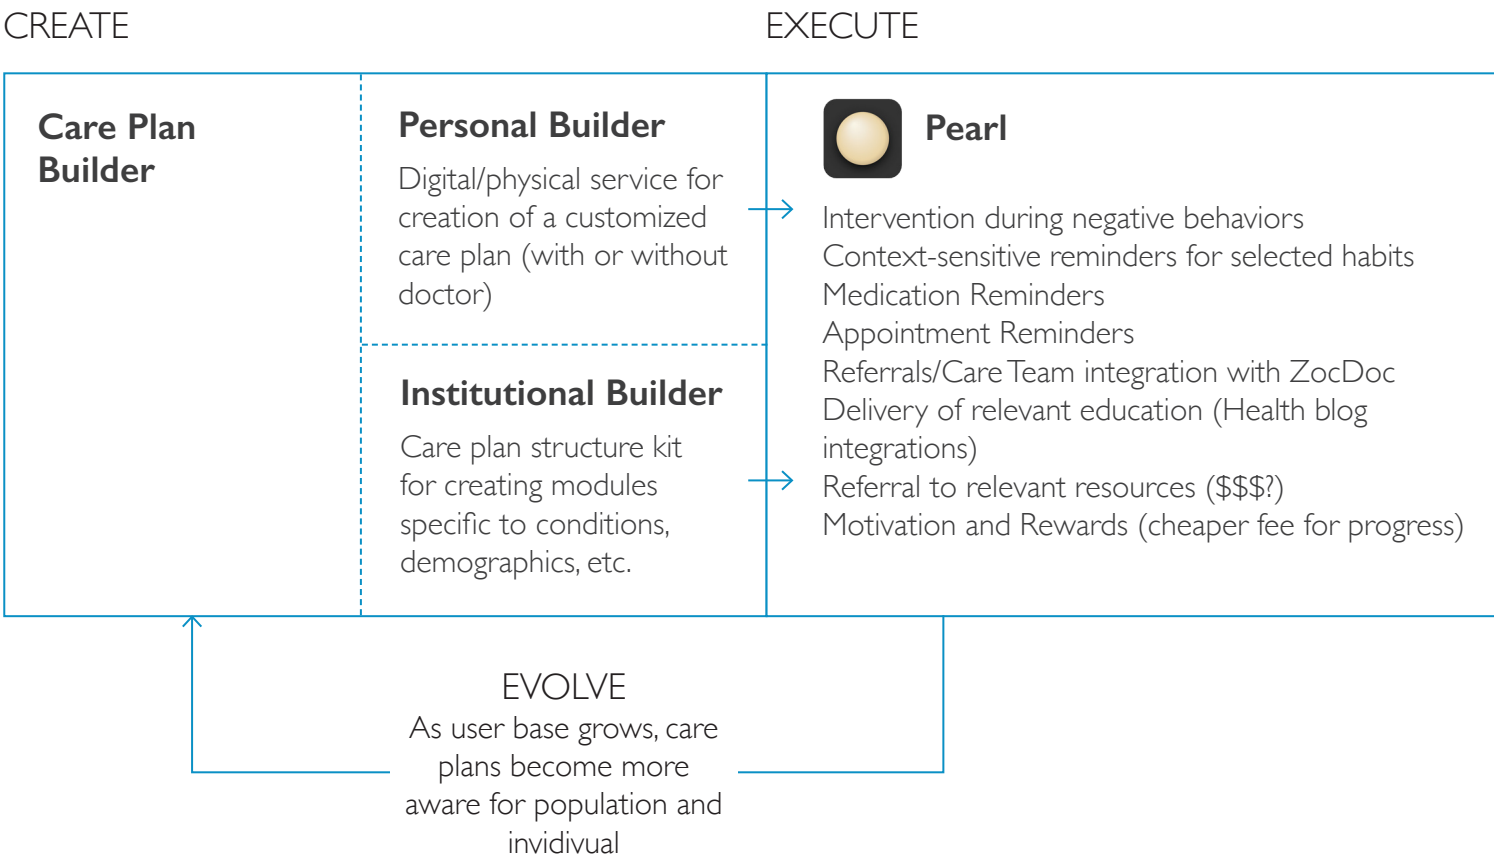 CREATE
EXECUTE
Care Plan
Builder
Personal Builder
Digital/physical service for
creation of a customized
care plan (with or without
doctor)
Institutional Builder
Care plan structure kit
for creating modules
specific to conditions,
demographics, etc.
Pearl
Intervention during negative behaviors
Context-sensitive reminders for selected habits
Medication Reminders
Appointment Reminders
Referrals/Care Team integration with ZocDoc
Delivery of relevant education (Health blog
integrations)
Referral to relevant resources ($$$?)
Motivation and Rewards (cheaper fee for progress)
EVOLVE
As user base grows, care
plans become more
aware for population and
invidivual